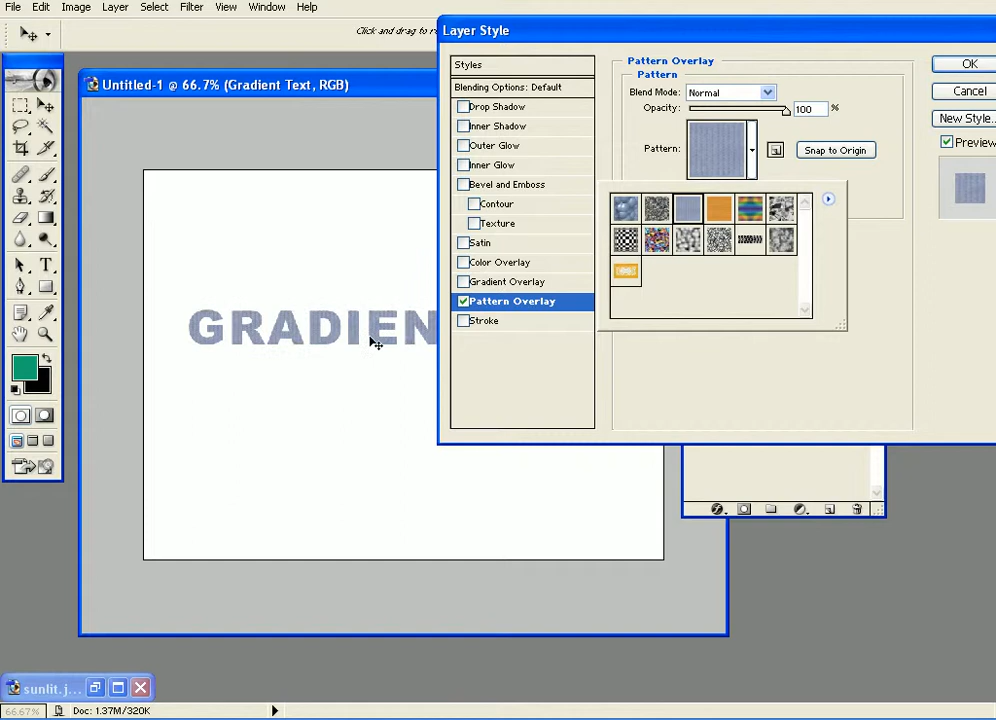 File Edit Image Layer Select Filter View Window Help
Click and drag to
Layer Style
Untitled-1 @ 66.7% (Gradient Text, RGB)
Styles
Blending Options: Default
Drop Shadow
Inner Shadow
Outer Glow
Inner Glow
Bevel and Emboss
Contour
Texture
Satin
Color Overlay
Gradient Overlay
Pattern Overlay
Stroke
Pattern Overlay
Pattern
Blend Mode: Normal
Opacity: 100 %
Pattern:
Snap to Origin
OK
Cancel
New Style...
Preview
GRADIEN
T
sunlit.j...
66.67% Doc: 1.37M/320K